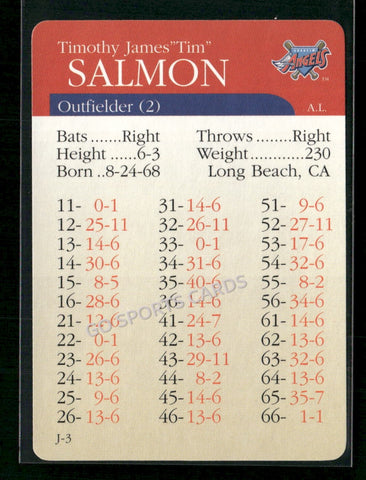 Timothy James"Tim"
SALMON
ANAHEIM
ANGELS
TM
Outfielder (2)
A.L.
Bats ......Right Throws ........Right
Height ......6-3 Weight ............230
Born ..8-24-68 Long Beach, CA
11- 0-1 31-14-6 51- 9-6
12-25-11 32-26-11 52-27-11
13-14-6 33- 0-1 53-17-6
14-30-6 34-31-6 54-32-6
15- 8-5 35-40-6 55- 8-2
16-28-6 36-14-6 56-34-6
21-12-6 41-24-7 61-14-6
22- 0-1 42-13-6 62-13-6
23-26-6 43-29-11 63-32-6
24-13-6 44- 8-2 64-13-6
25- 9-6 45-14-6 65-35-7
26-13-6 46-13-6 66- 1-1
J-3
GO SPORTS CARDS